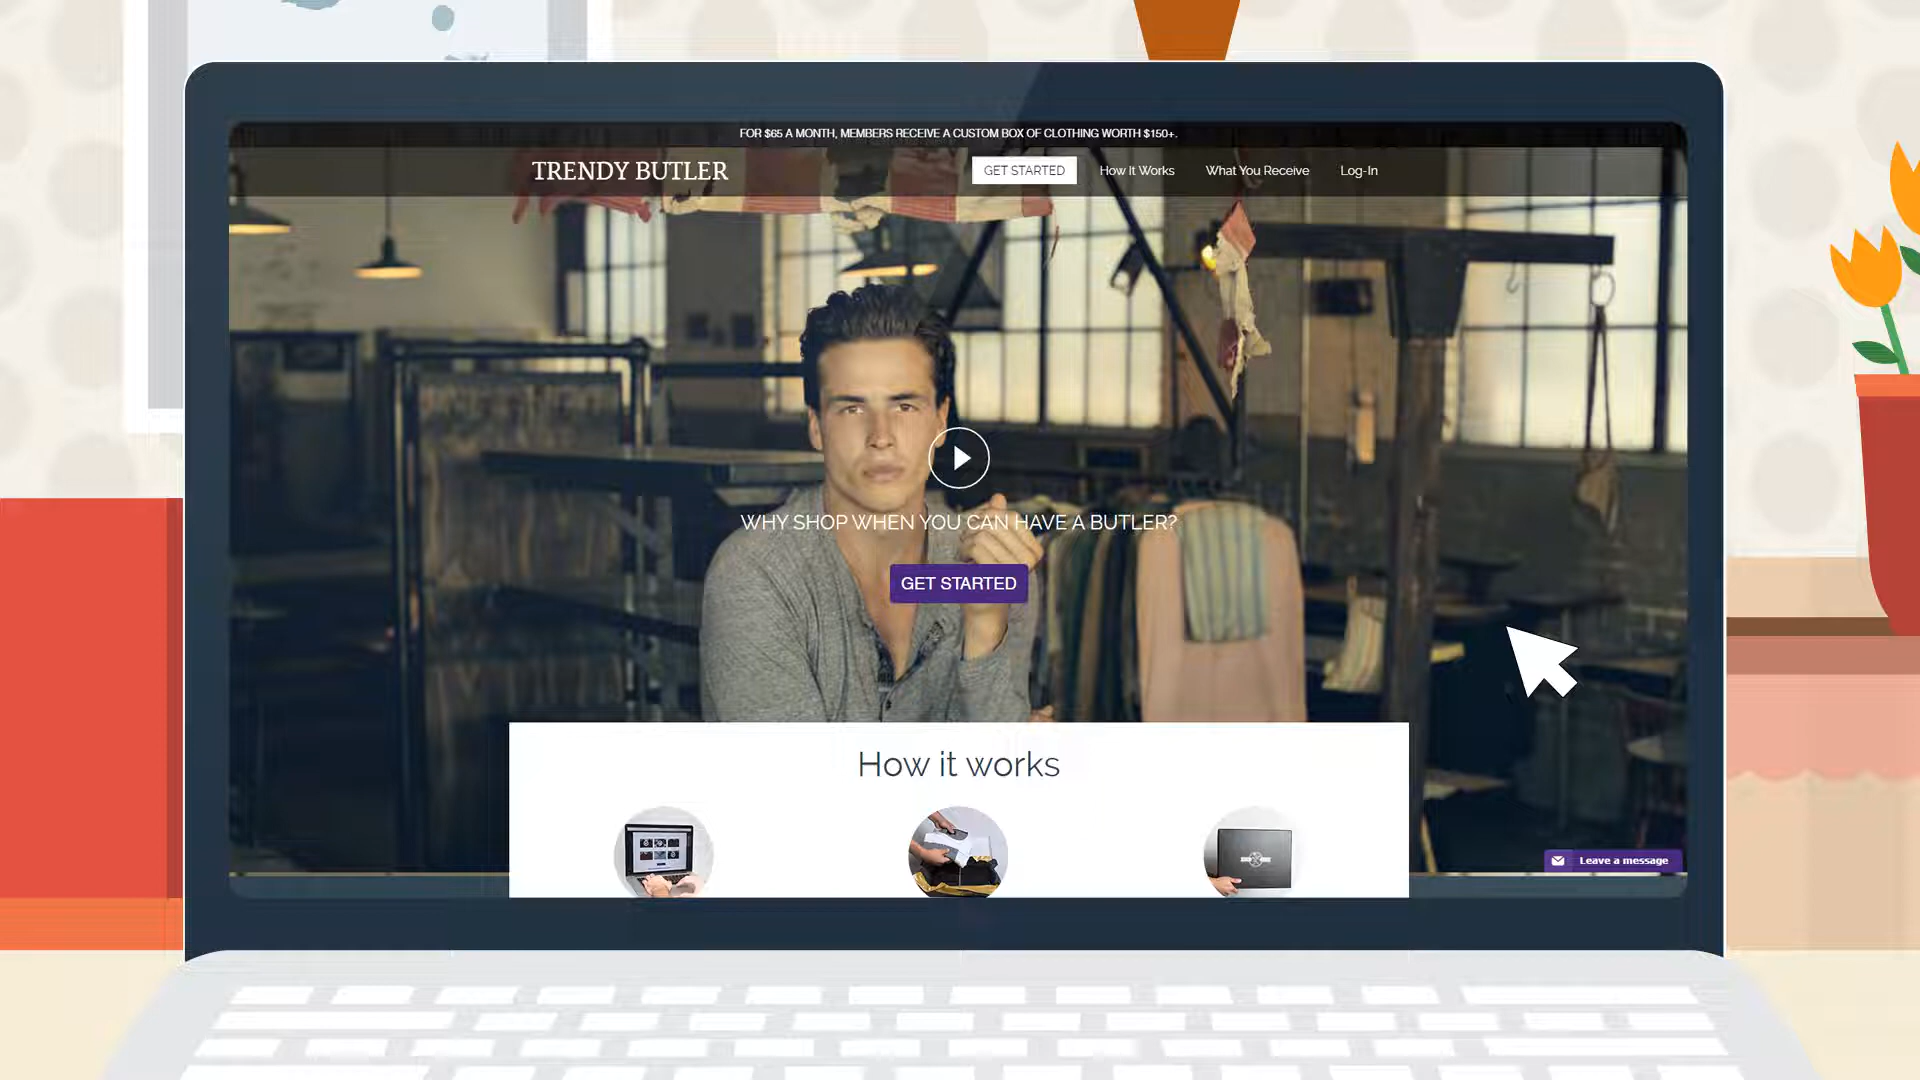 FOR $65 A MONTH, MEMBERS RECEIVE A CUSTOM BOX OF CLOTHING WORTH $150+.
TRENDY BUTLER
GET STARTED
How It Works
What You Receive
Log-In
WHY SHOP WHEN YOU CAN HAVE A BUTLER?
GET STARTED
How it works
Leave a message